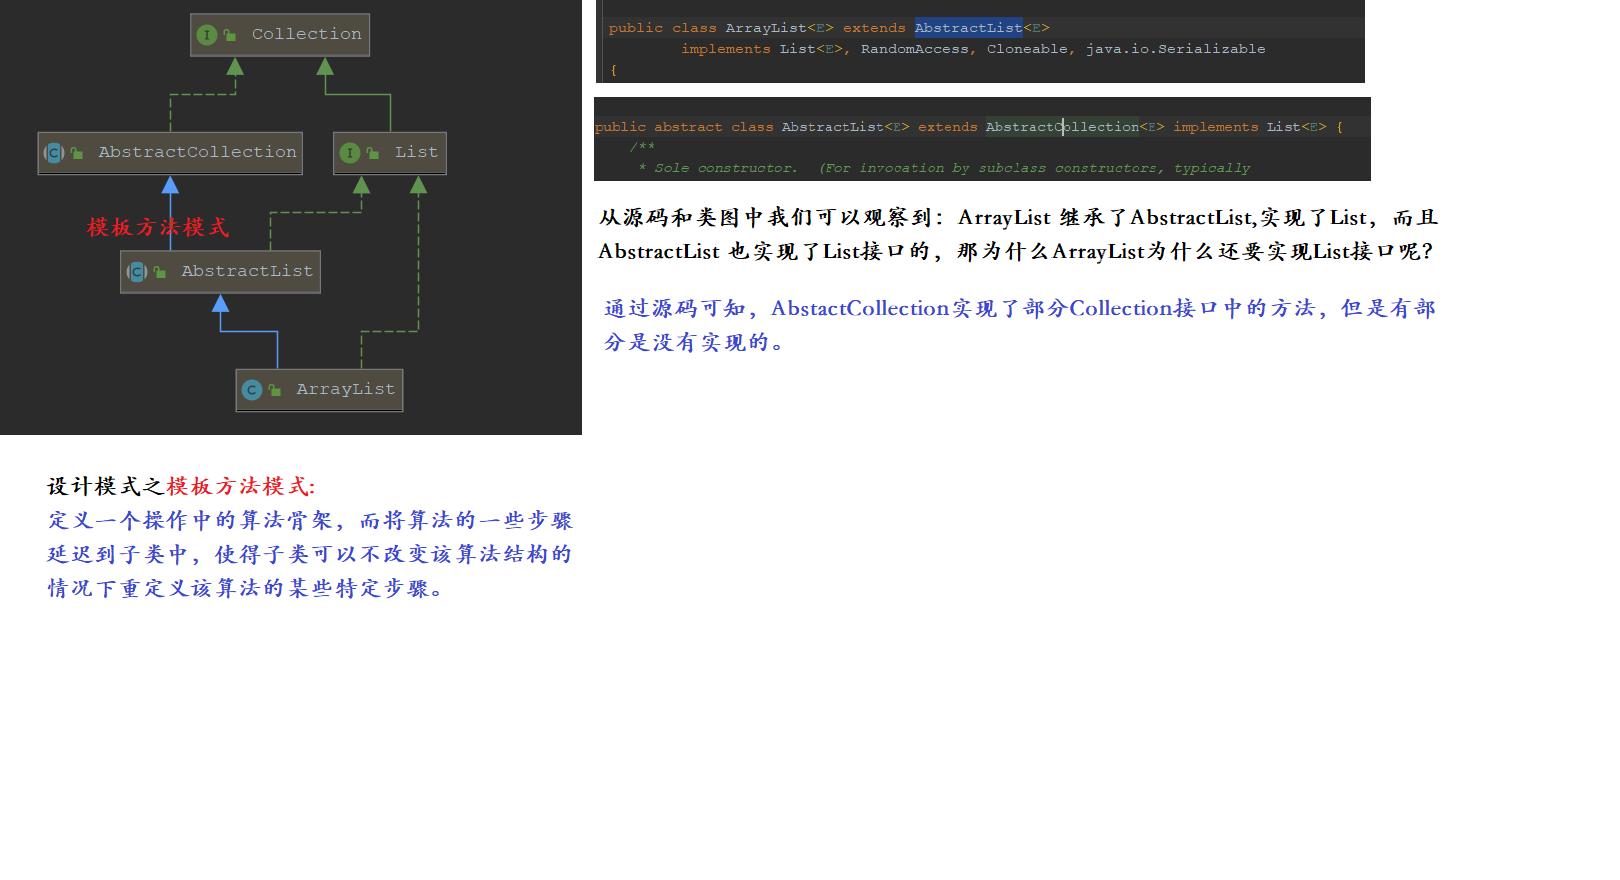 Collection
AbstractCollection
List
模板方法模式
AbstractList
ArrayList
public class ArrayList<E> extends AbstractList<E>
implements List<E>, RandomAccess, Cloneable, java.io.Serializable
{
public abstract class AbstractList<E> extends AbstractCollection<E> implements List<E> {
/**
* Sole constructor.  (For invocation by subclass constructors, typically
从源码和类图中我们可以观察到：ArrayList 继承了AbstractList,实现了List，而且
AbstractList 也实现了List接口的，那为什么ArrayList为什么还要实现List接口呢？
通过源码可知，AbstactCollection实现了部分Collection接口中的方法，但是有部
分是没有实现的。
设计模式之模板方法模式:
定义一个操作中的算法骨架，而将算法的一些步骤
延迟到子类中，使得子类可以不改变该算法结构的
情况下重定义该算法的某些特定步骤。